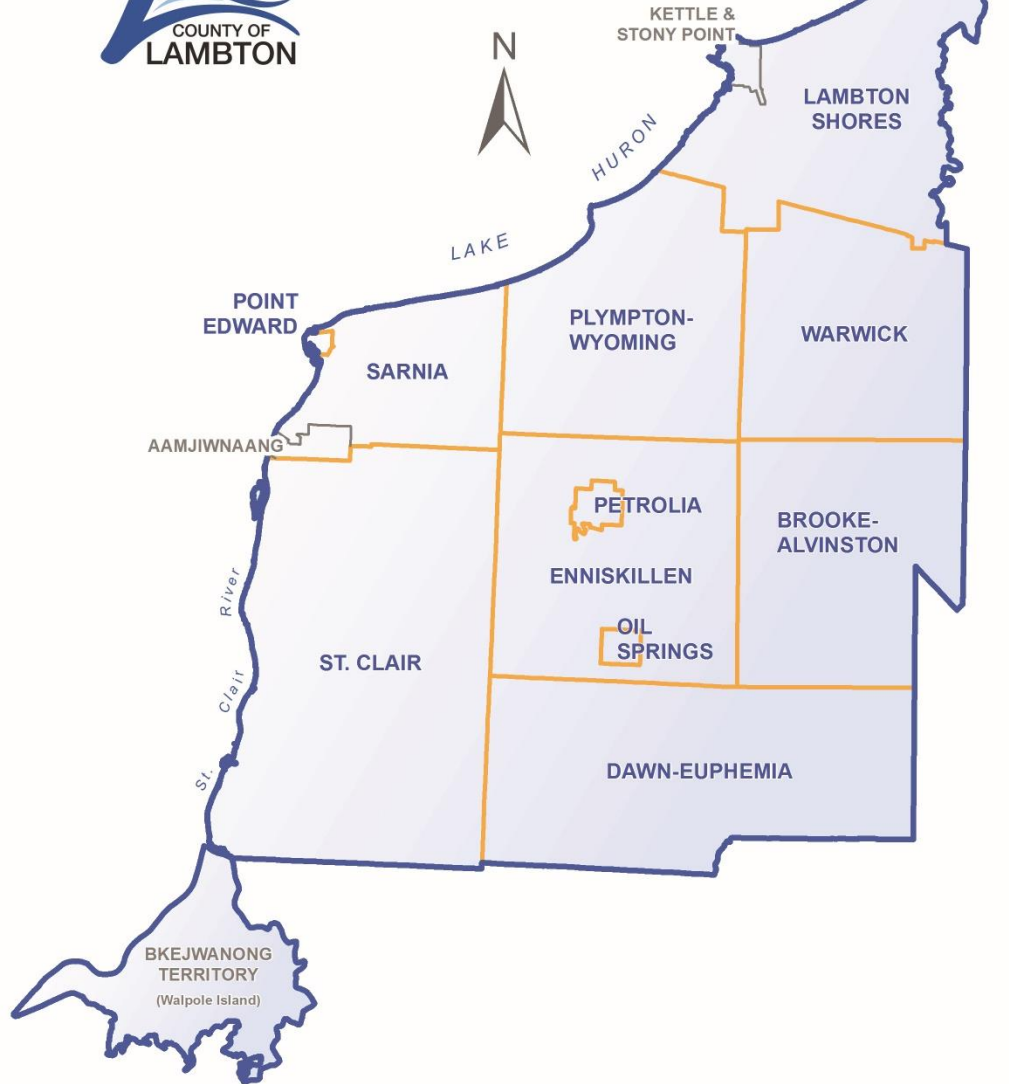 COUNTY OF
LAMBTON
N
KETTLE &
STONY POINT
LAMBTON
SHORES
LAKE HURON
POINT
EDWARD
PLYMPTON-
WYOMING
WARWICK
SARNIA
AAMJIWNAANG
PETROLIA
BROOKE-
ALVINSTON
ENNISKILLEN
OIL
SPRINGS
ST. CLAIR
St. Clair River
DAWN-EUPHEMIA
BKEJWANONG
TERRITORY
(Walpole Island)